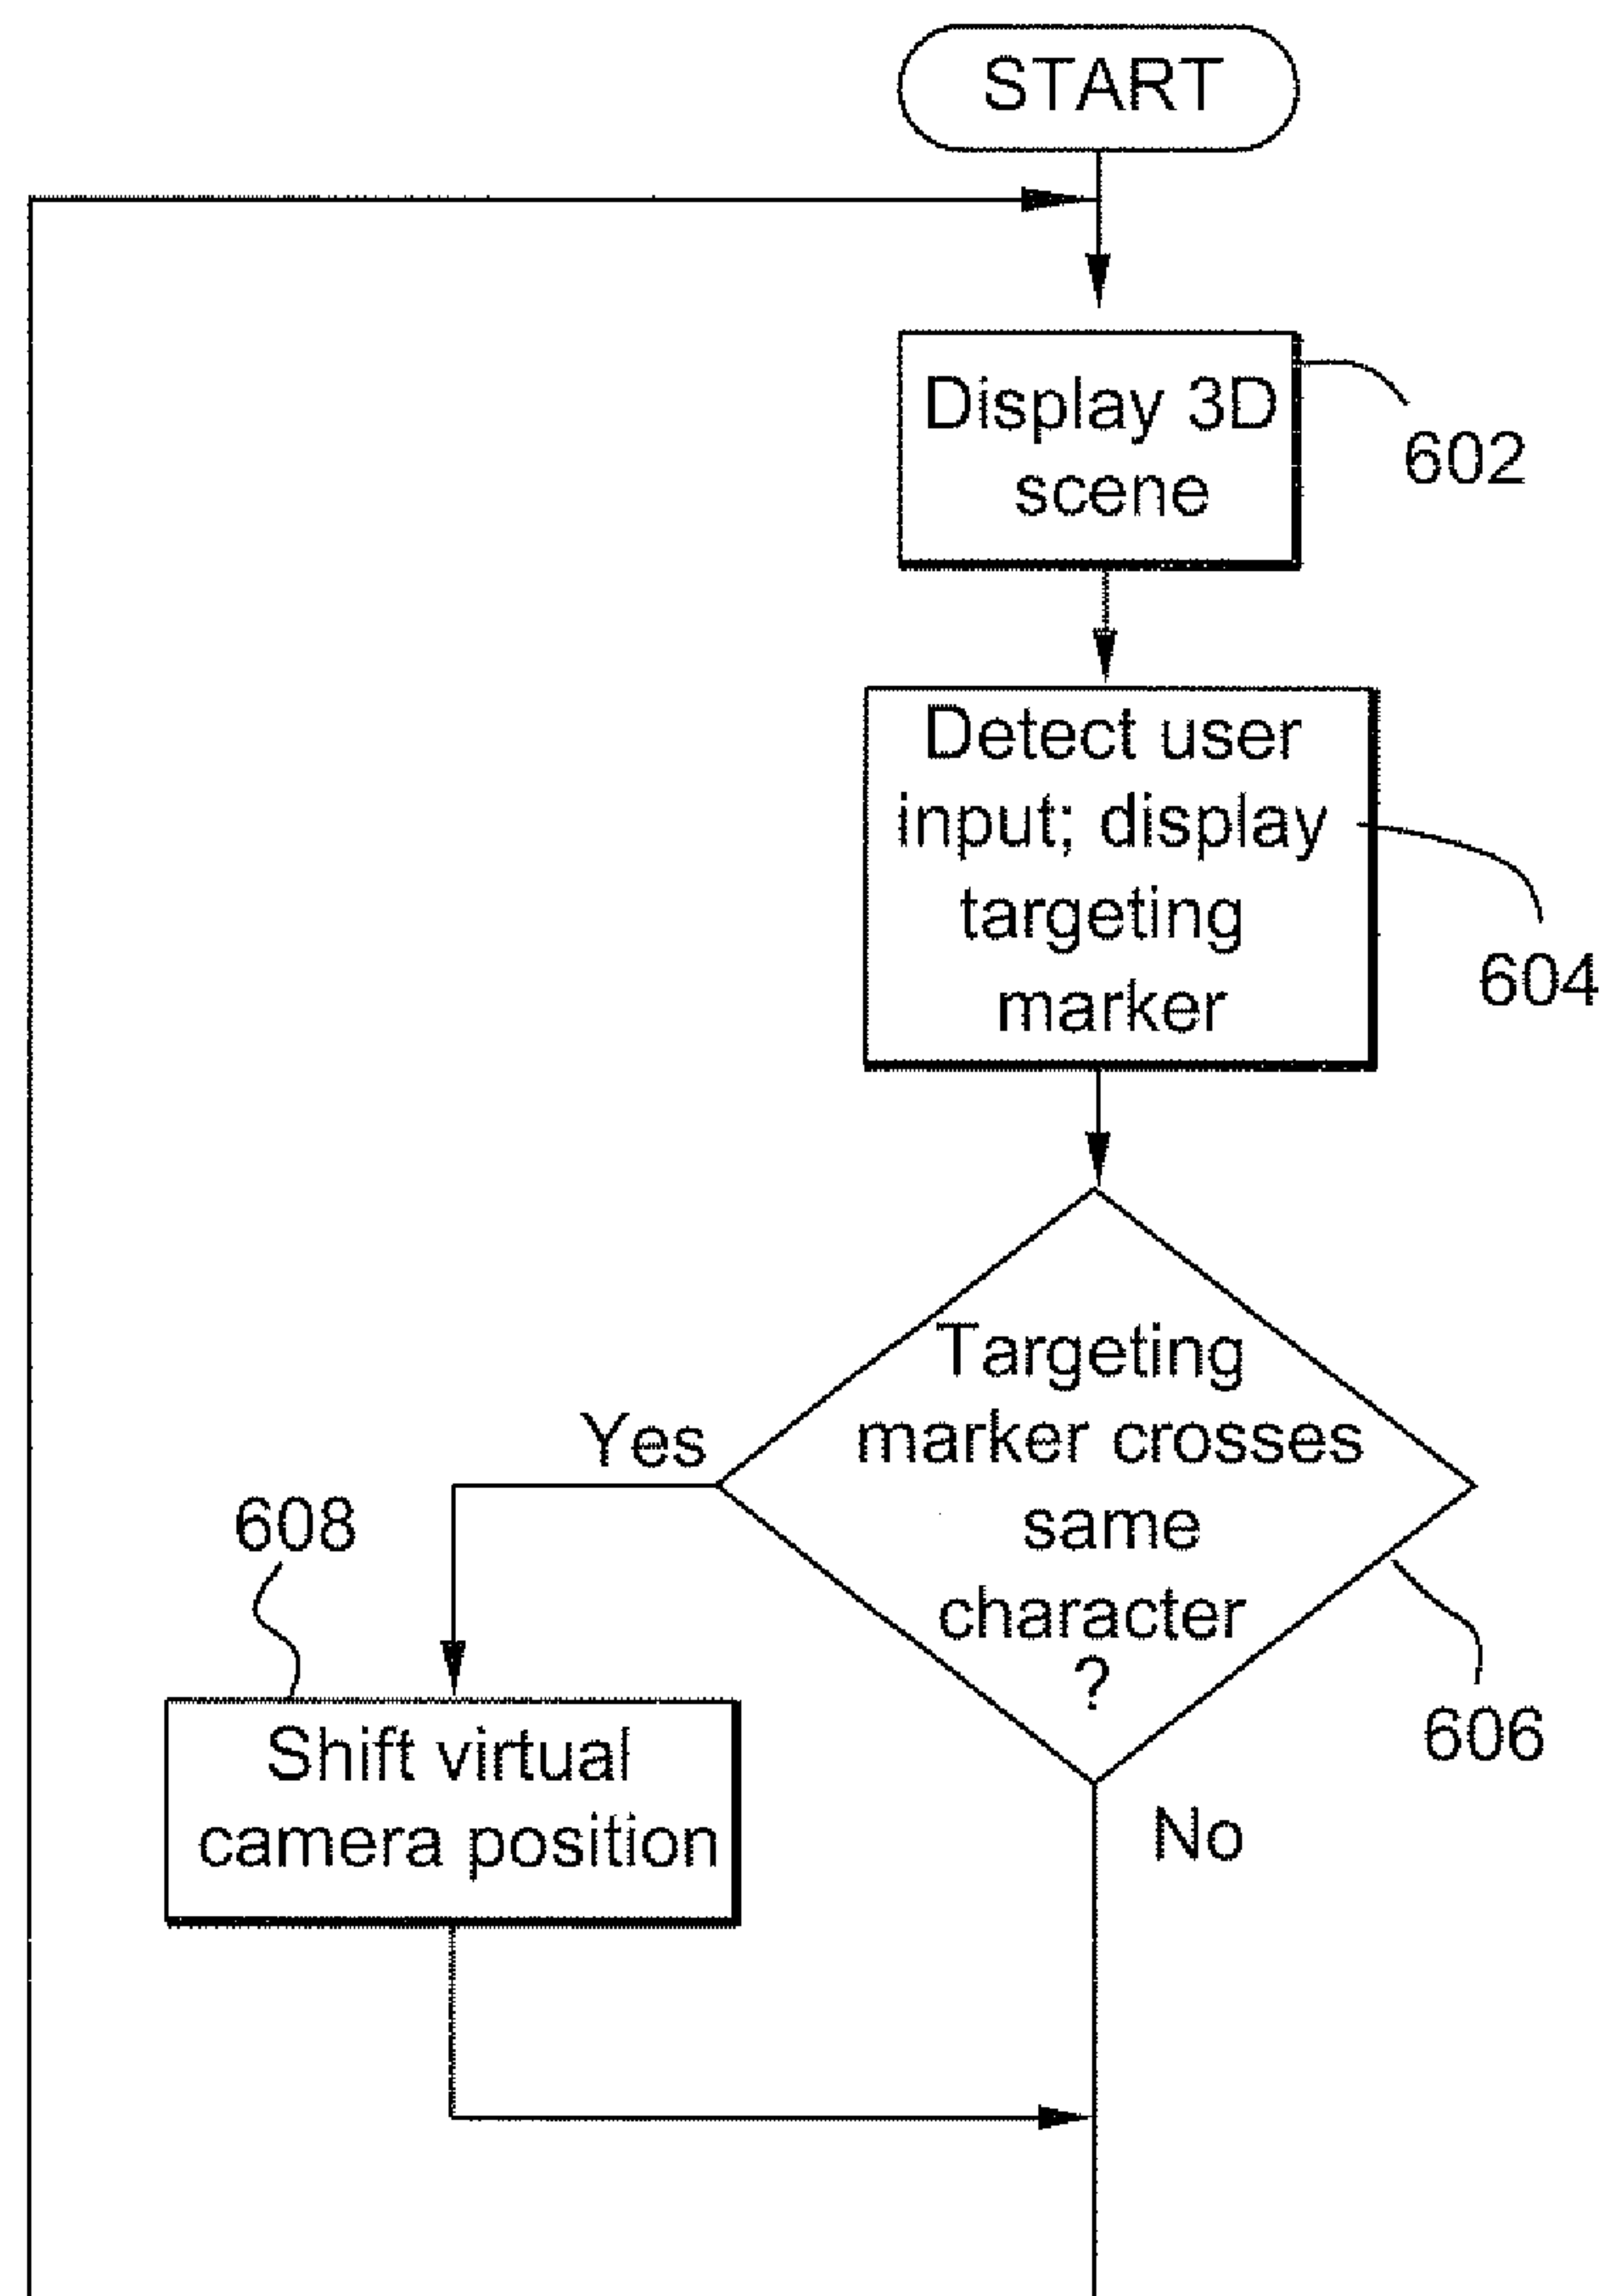 START
Display 3D
scene
602
Detect user
input; display
targeting
marker
604
Targeting
marker crosses
same
character
?
Yes
606
608
Shift virtual
camera position
No